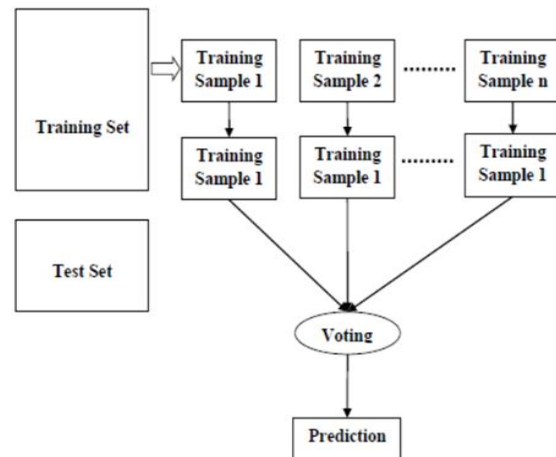 Training Set
Training
Sample 1
Training
Sample 2
.........
Training
Sample n
Training
Sample 1
Training
Sample 1
.........
Training
Sample 1
Test Set
Voting
Prediction